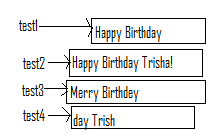 test1 Happy Birthday
test2 Happy Birthday Trisha!
test3 Merry Birthdey
test4 day Trish